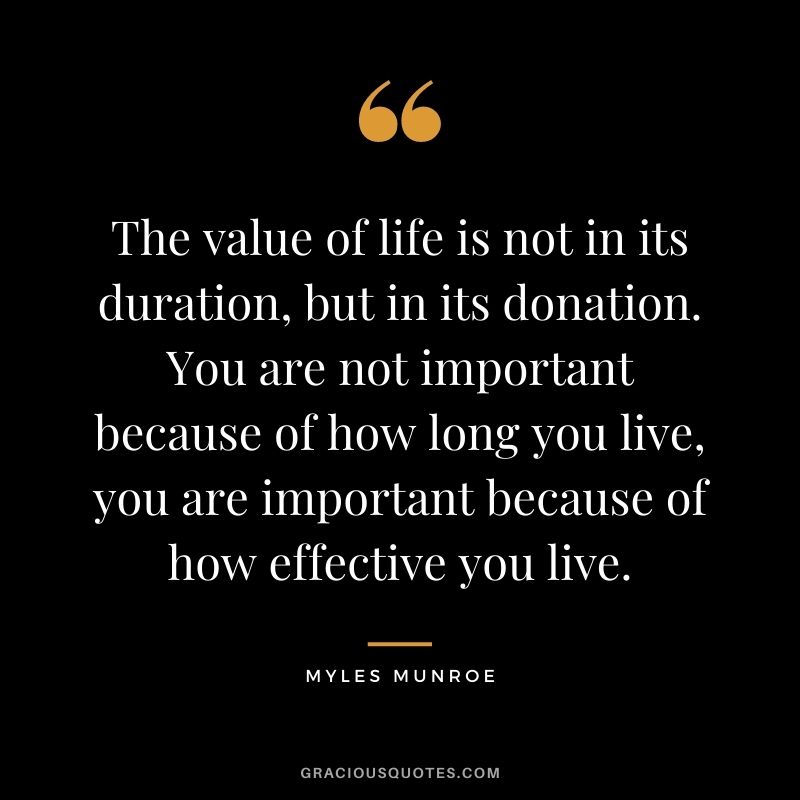 “
The value of life is not in its
duration, but in its donation.
You are not important
because of how long you live,
you are important because of
how effective you live.
MYLES MUNROE
GRACIOUSQUOTES.COM